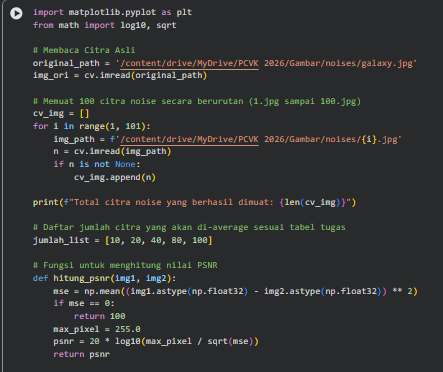 import matplotlib.pyplot as plt
from math import log10, sqrt
# Membaca Citra Asli
original_path = '/content/drive/MyDrive/PCVK 2026/Gambar/noises/galaxy.jpg'
img_ori = cv.imread(original_path)
# Memuat 100 citra noise secara berurutan (1.jpg sampai 100.jpg)
cv_img = []
for i in range(1, 101):
    img_path = f'/content/drive/MyDrive/PCVK 2026/Gambar/noises/{i}.jpg'
    n = cv.imread(img_path)
    if n is not None:
        cv_img.append(n)
print(f"Total citra noise yang berhasil dimuat: {len(cv_img)}")
# Daftar jumlah citra yang akan di-average sesuai tabel tugas
jumlah_list = [10, 20, 40, 80, 100]
# Fungsi untuk menghitung nilai PSNR
def hitung_psnr(img1, img2):
    mse = np.mean((img1.astype(np.float32) - img2.astype(np.float32)) ** 2)
    if mse == 0:
        return 100
    max_pixel = 255.0
    psnr = 20 * log10(max_pixel / sqrt(mse))
    return psnr